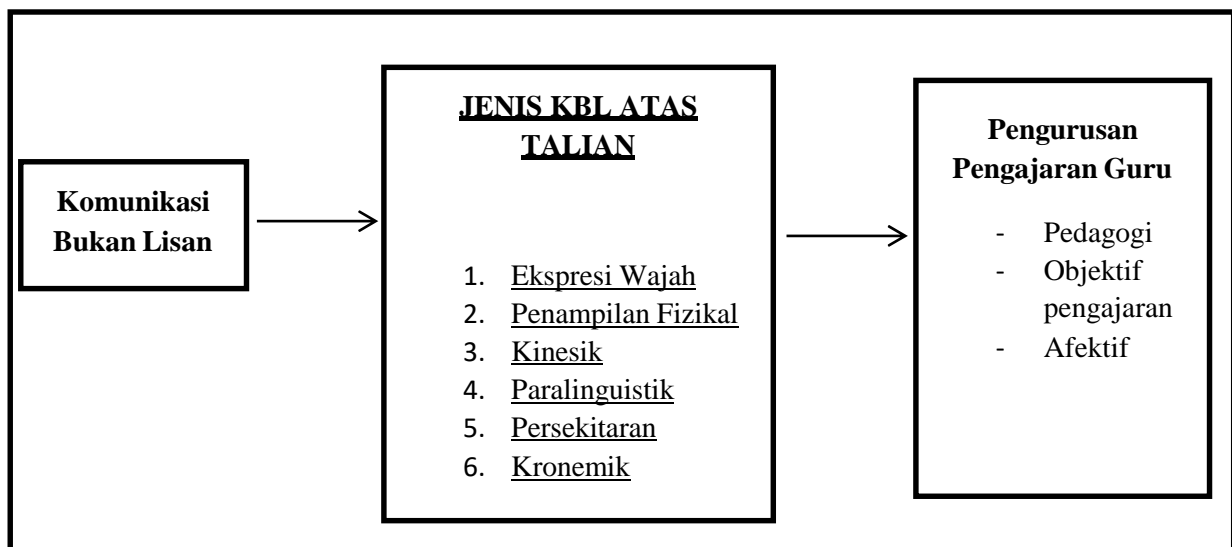 Komunikasi
Bukan Lisan
JENIS KBL ATAS
TALIAN
1. Ekspresi Wajah
2. Penampilan Fizikal
3. Kinesik
4. Paralinguistik
5. Persekitaran
6. Kronemik
Pengurusan
Pengajaran Guru
- Pedagogi
- Objektif
pengajaran
- Afektif